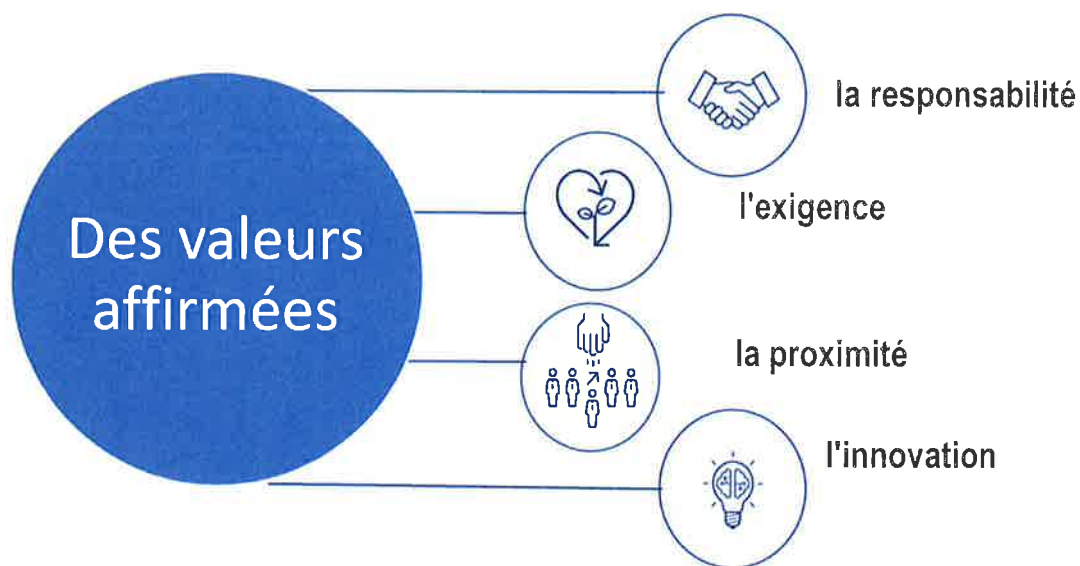 Des valeurs
affirmées
la responsabilité
l'exigence
la proximité
l'innovation